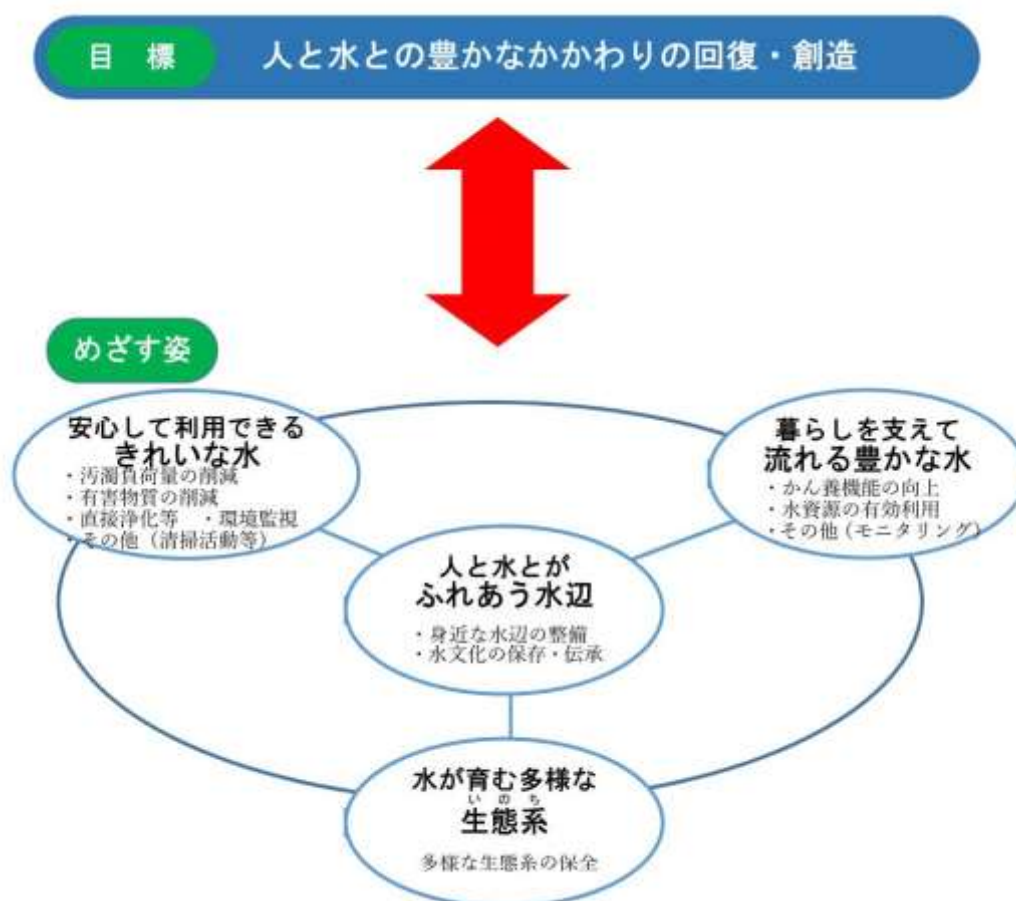 目　標　人と水との豊かなかかわりの回復・創造
めざす姿
安心して利用できる
きれいな水
・汚濁負荷量の削減
・有害物質の削減
・直接浄化等　・環境監視
・その他（清掃活動等）
暮らしを支えて
流れる豊かな水
・かん養機能の向上
・水資源の有効利用
・その他（モニタリング）
人と水とが
ふれあう水辺
・身近な水辺の整備
・水文化の保存・伝承
水が育む多様な
いのち
生態系
多様な生態系の保全